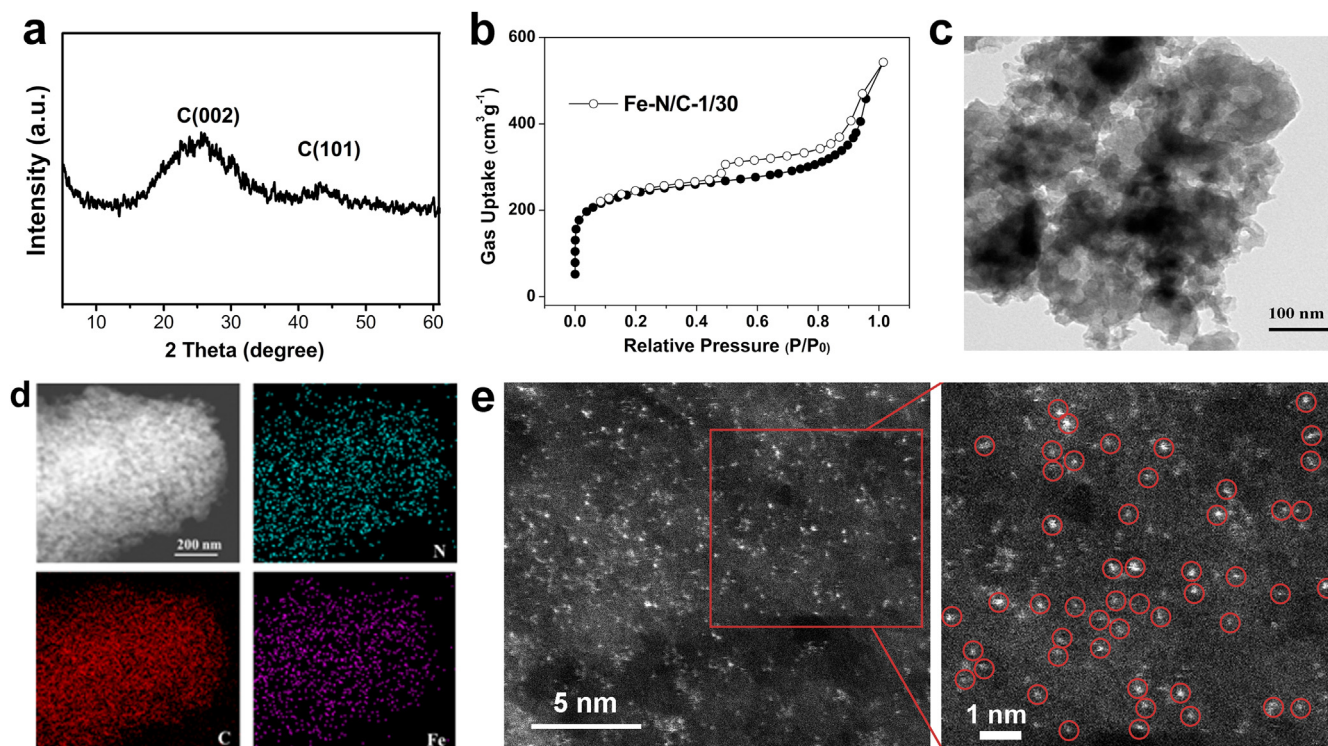 a
C(002)
C(101)
Intensity (a.u.)
10 20 30 40 50 60
2 Theta (degree)
b
600
400
200
0
Fe-N/C-1/30
Gas Uptake (cm³g⁻¹)
0.0 0.2 0.4 0.6 0.8 1.0
Relative Pressure (P/P₀)
c
100 nm
d
200 nm
N
C
Fe
e
5 nm
1 nm